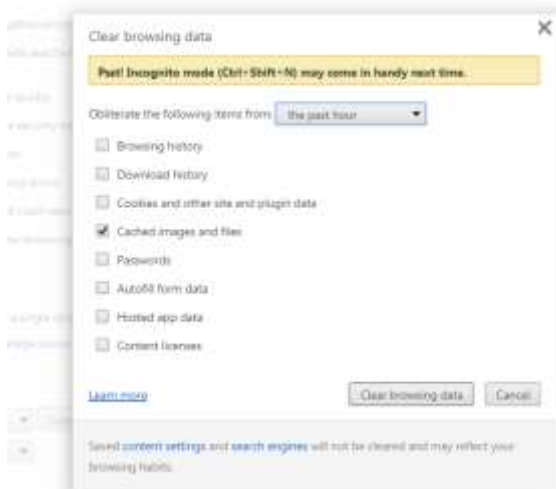 Clear browsing data
Psst! Incognito mode (Ctrl+Shift+N) may come in handy next time.
Obliterate the following items from: the past hour
Browsing history
Download history
Cookies and other site and plugin data
Cached images and files
Passwords
Autofill form data
Hosted app data
Content licenses
Learn more
Clear browsing data
Cancel
Saved content settings and search engines will not be cleared and may reflect your
browsing habits.